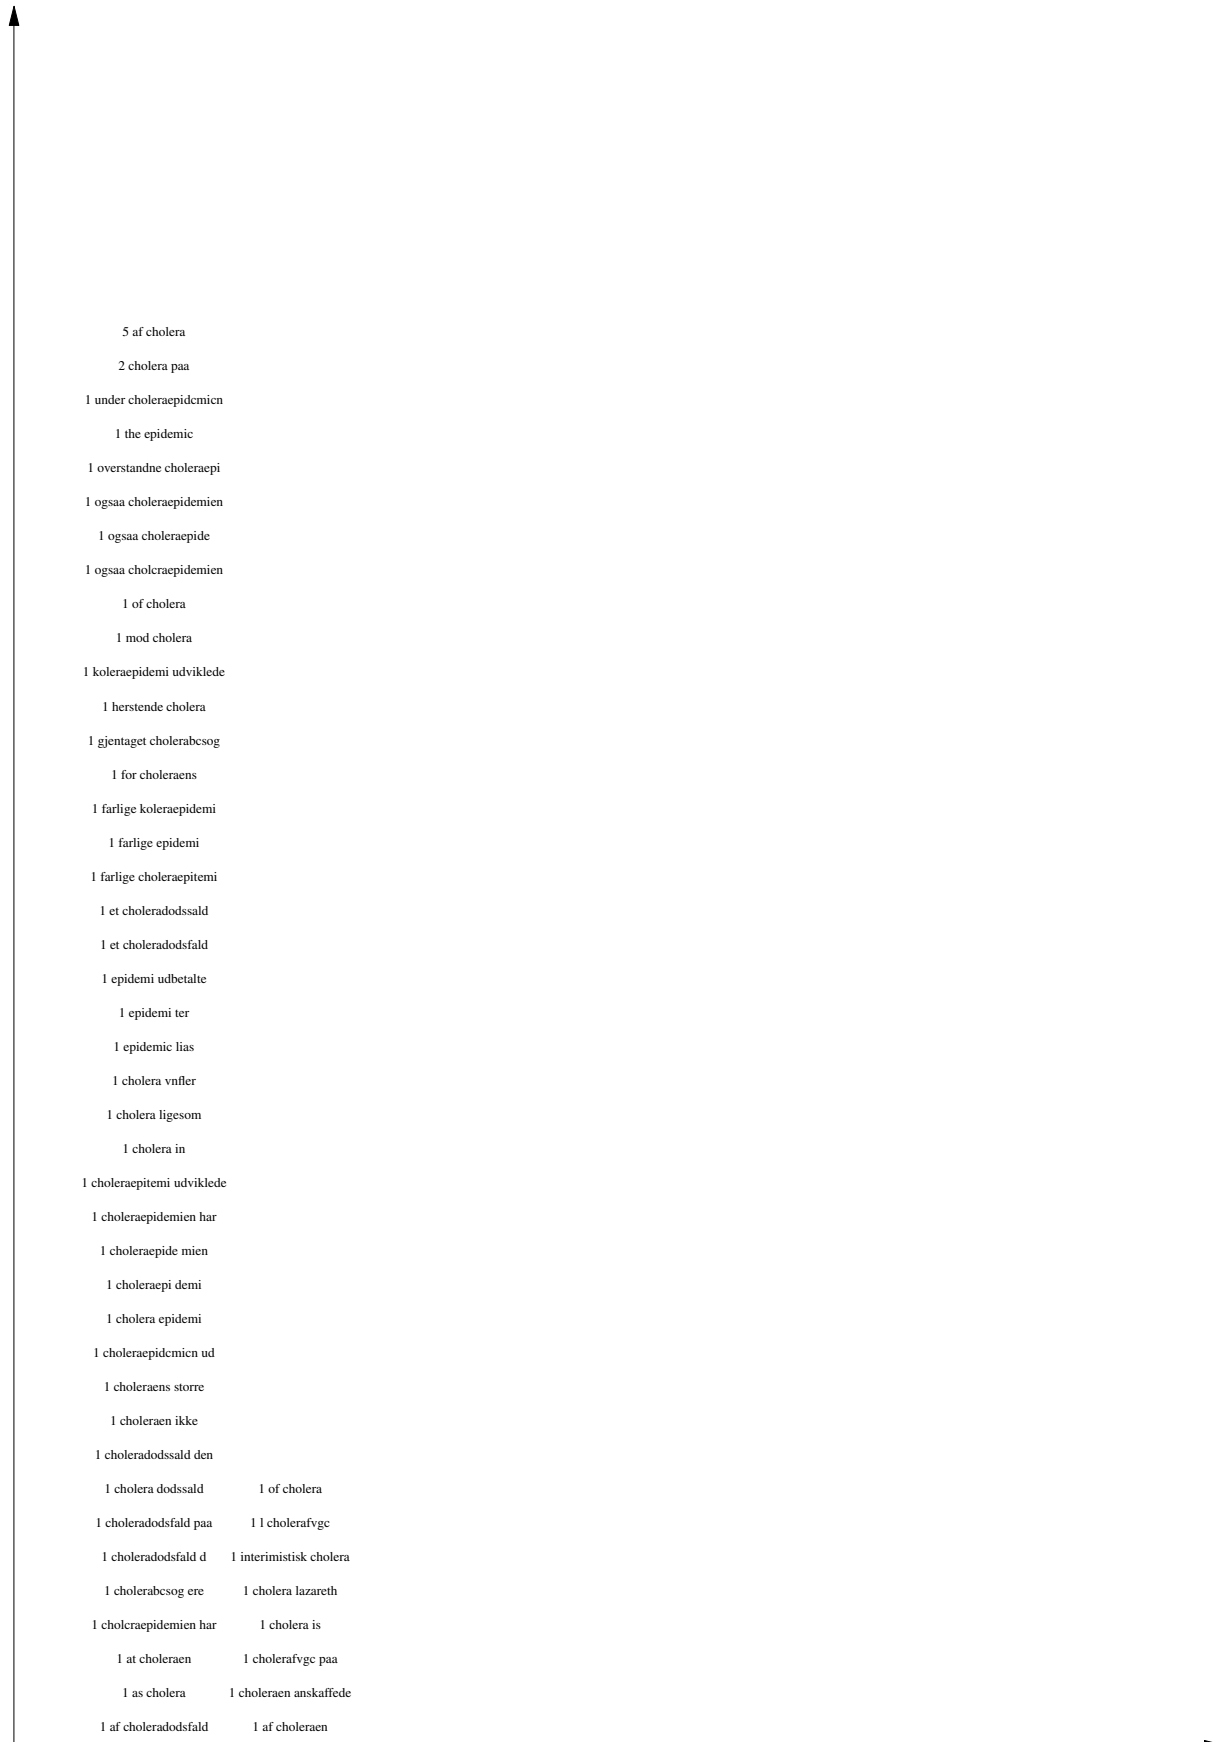 5 af cholera
2 cholera paa
1 under choleraepidcmicn
1 the epidemic
1 overstandne choleraepi
1 ogsaa choleraepidemien
1 ogsaa choleraepide
1 ogsaa cholcraepidemien
1 of cholera
1 mod cholera
1 koleraepidemi udviklede
1 herstende cholera
1 gjentaget cholerabcsog
1 for choleraens
1 farlige koleraepidemi
1 farlige epidemi
1 farlige choleraepitemi
1 et choleradodssald
1 et choleradodsfald
1 epidemi udbetalte
1 epidemi ter
1 epidemic lias
1 cholera vnfler
1 cholera ligesom
1 cholera in
1 choleraepitemi udviklede
1 choleraepidemien har
1 choleraepide mien
1 choleraepi demi
1 cholera epidemi
1 choleraepidcmicn ud
1 choleraens storre
1 choleraen ikke
1 choleradodssald den
1 cholera dodssald 1 of cholera
1 choleradodsfald paa 1 l cholerafvgc
1 choleradodsfald d 1 interimistisk cholera
1 cholerabcsog ere 1 cholera lazareth
1 cholcraepidemien har 1 cholera is
1 at choleraen 1 cholerafvgc paa
1 as cholera 1 choleraen anskaffede
1 af choleradodsfald 1 af choleraen